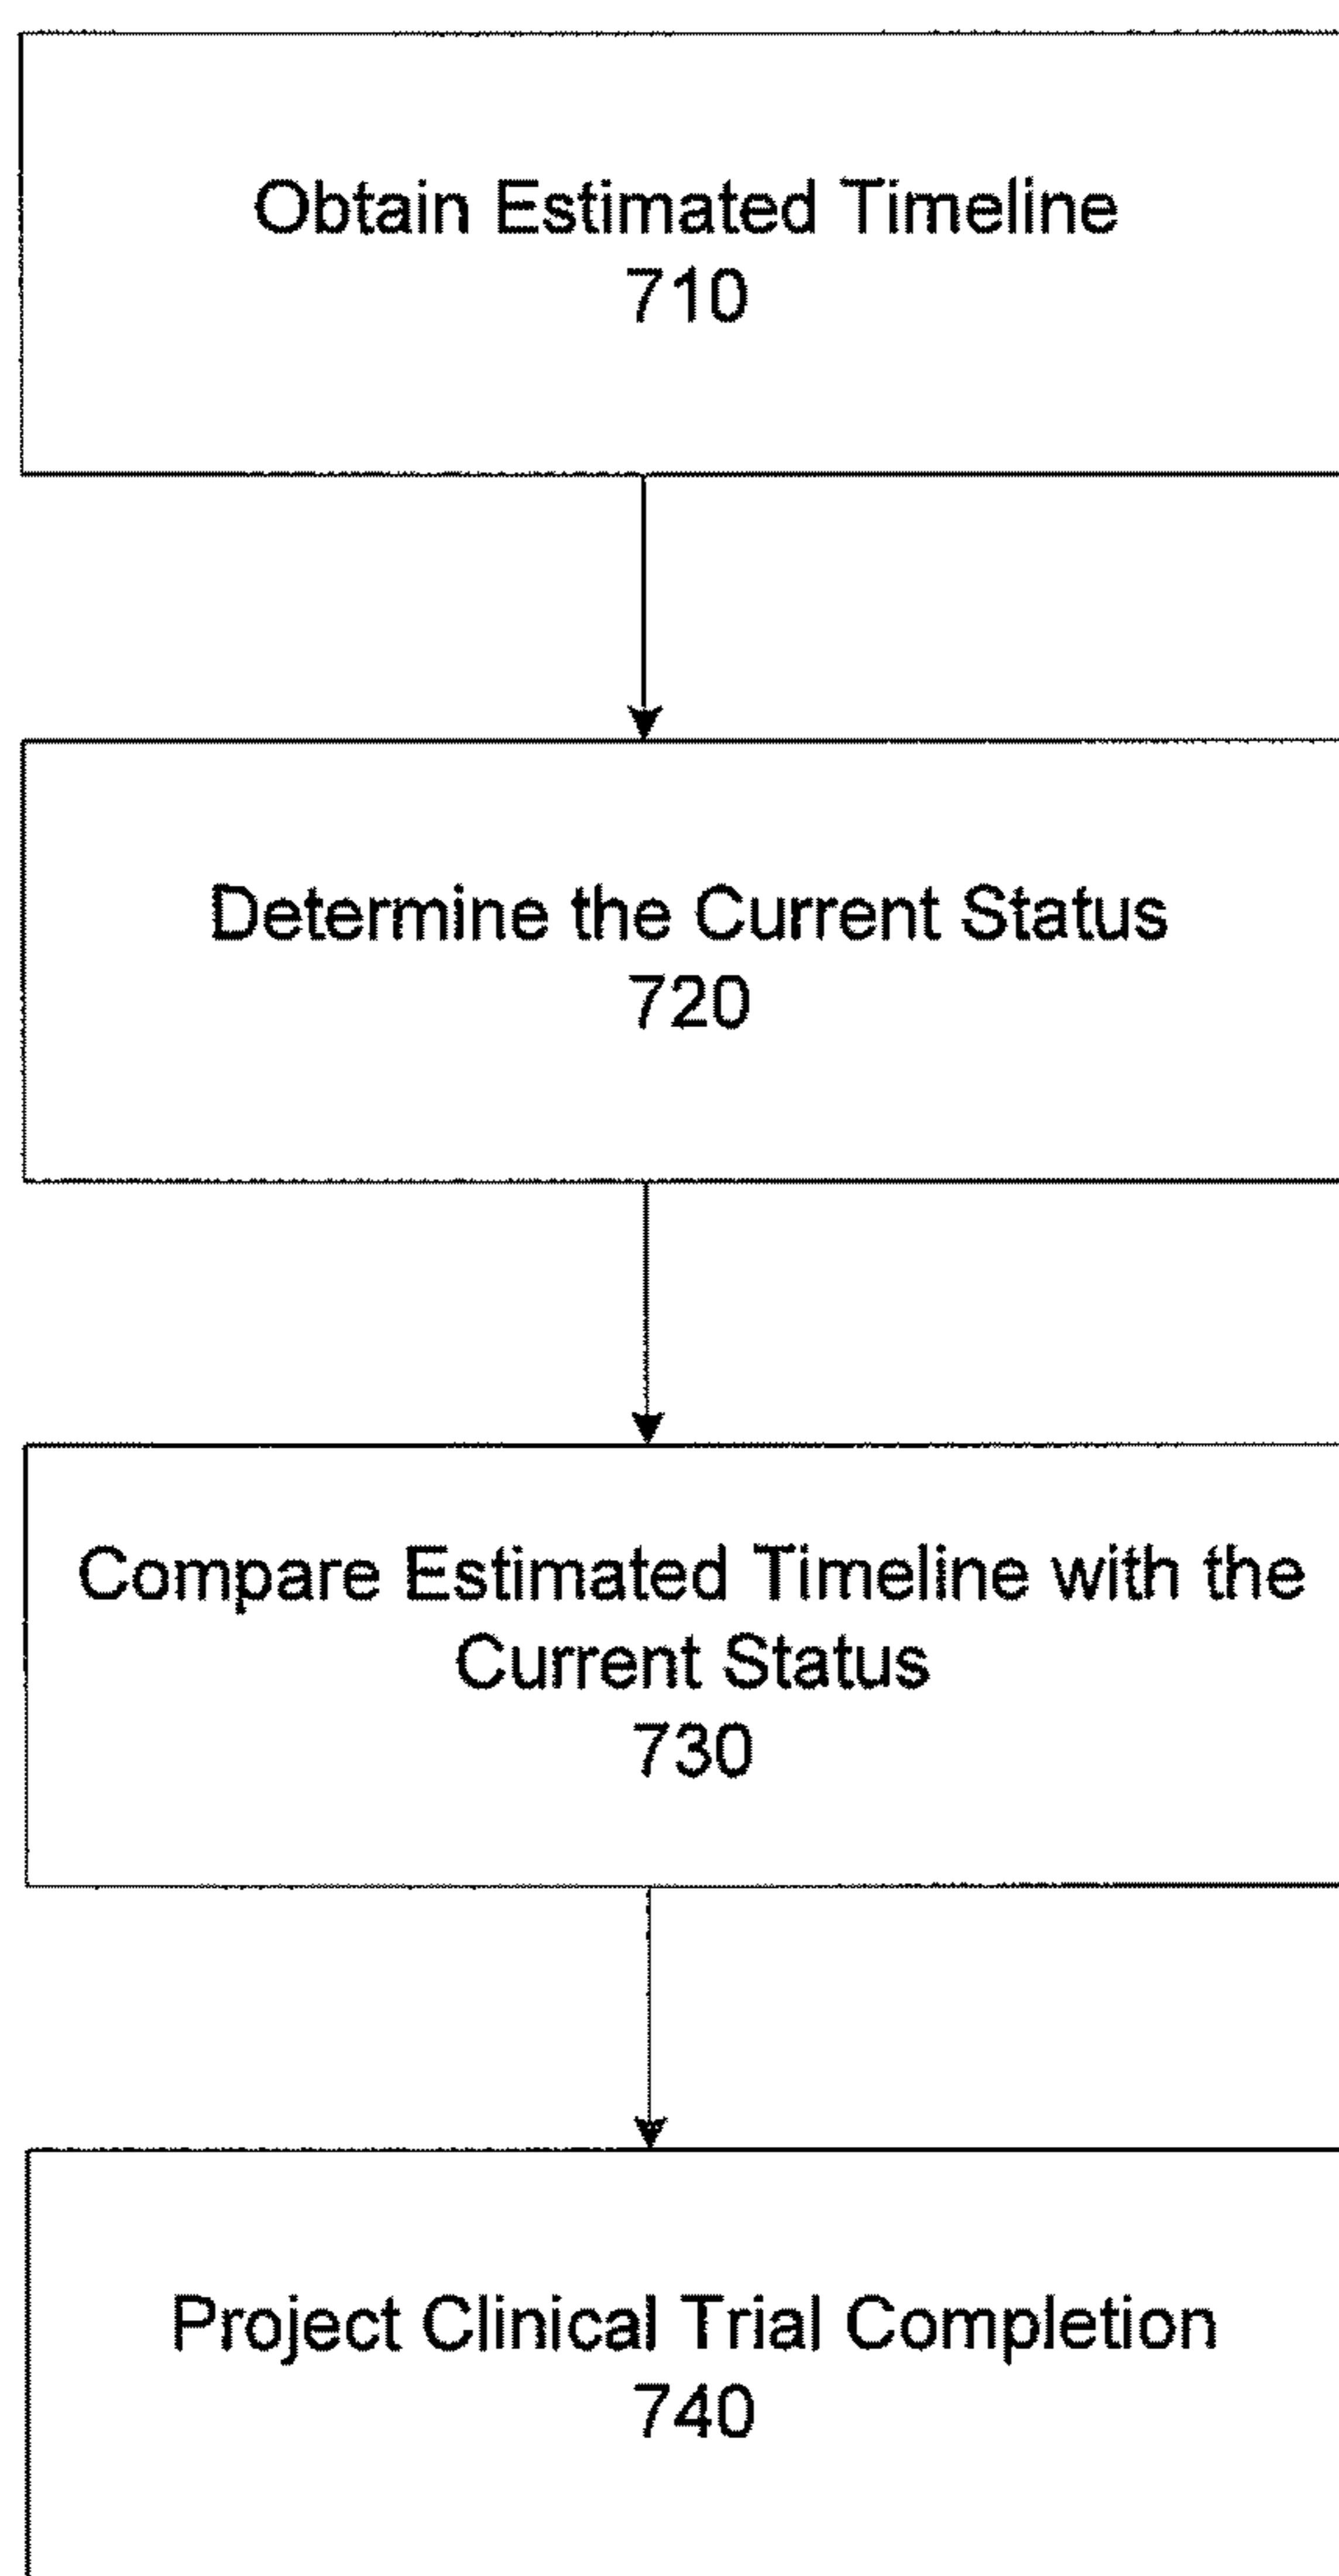 Obtain Estimated Timeline
710
Determine the Current Status
720
Compare Estimated Timeline with the
Current Status
730
Project Clinical Trial Completion
740